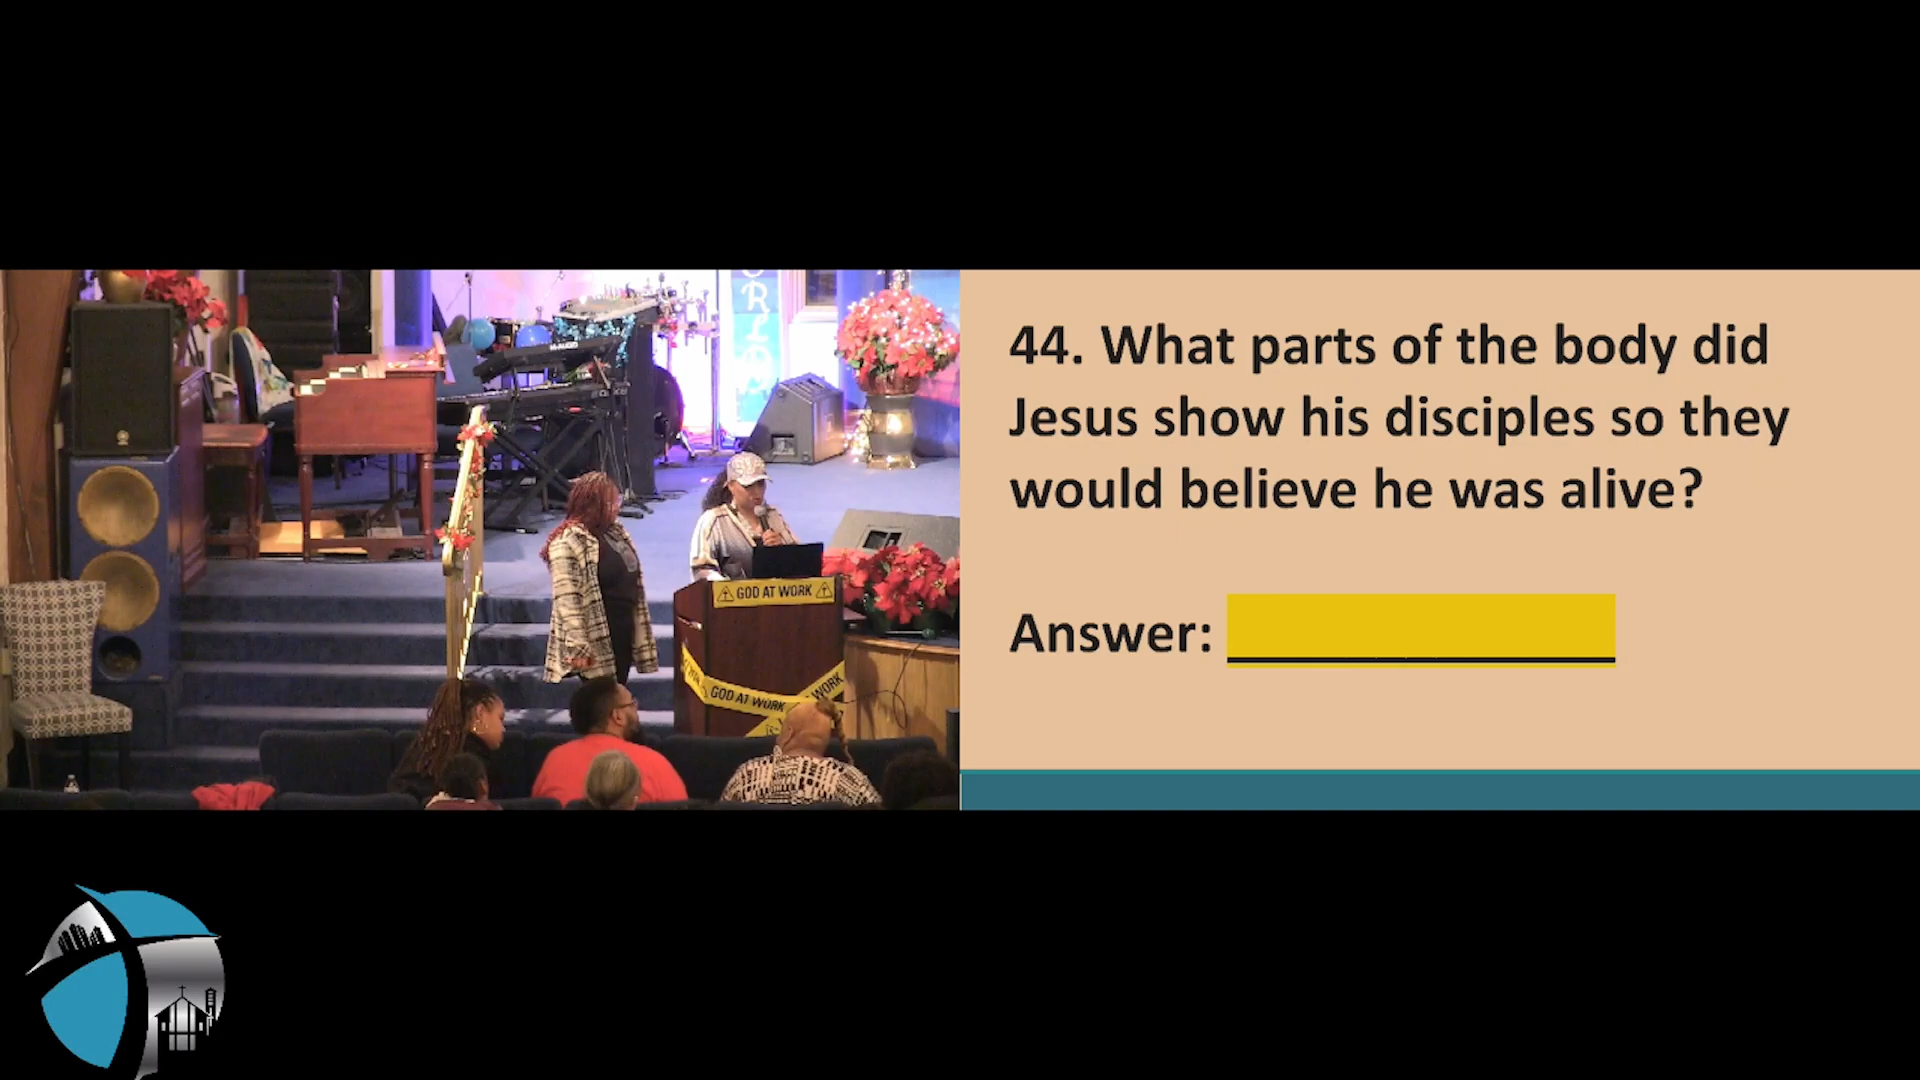 44. What parts of the body did
Jesus show his disciples so they
would believe he was alive?
Answer:
GOD AT WORK
GOD AT WORK
WORK